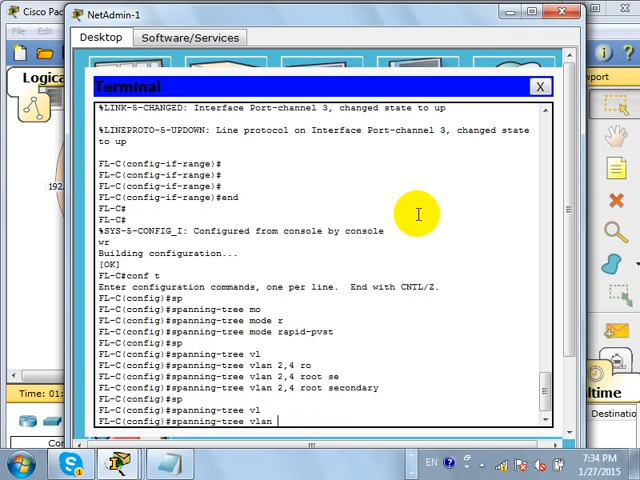 Cisco Pac
NetAdmin-1
File
Desktop
Software/Services
Logica
Terminal
X
wport
192.
%LINK-5-CHANGED: Interface Port-channel 3, changed state to up
%LINEPROTO-5-UPDOWN: Line protocol on Interface Port-channel 3, changed state
to up
FL-C(config-if-range)#
FL-C(config-if-range)#
FL-C(config-if-range)#
FL-C(config-if-range)#end
FL-C#
FL-C#
%SYS-5-CONFIG_I: Configured from console by console
wr
Building configuration...
[OK]
FL-C#conf t
Enter configuration commands, one per line.  End with CNTL/Z.
FL-C(config)#sp
FL-C(config)#spanning-tree mo
FL-C(config)#spanning-tree mode r
FL-C(config)#spanning-tree mode rapid-pvst
FL-C(config)#sp
FL-C(config)#spanning-tree vl
FL-C(config)#spanning-tree vlan 2,4 ro
FL-C(config)#spanning-tree vlan 2,4 root se
FL-C(config)#spanning-tree vlan 2,4 root secondary
FL-C(config)#sp
FL-C(config)#spanning-tree vl
FL-C(config)#spanning-tree vlan
Time: 01:
ltime
Destinatio
EN
7:34 PM
1/27/2015